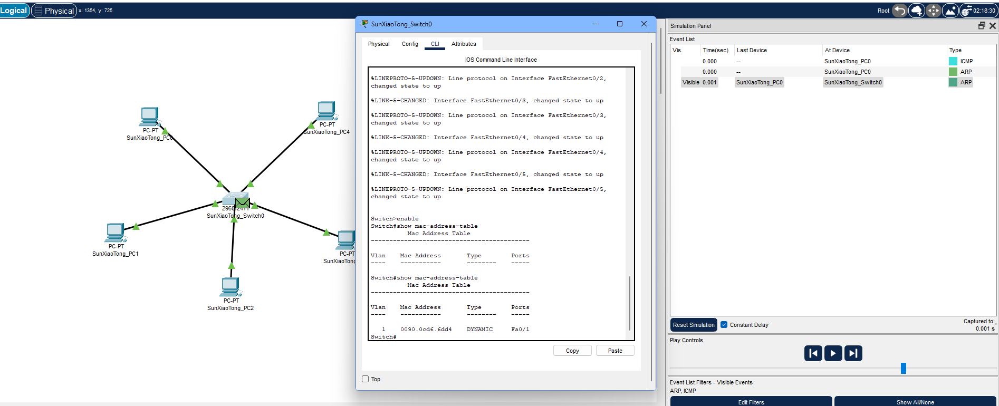 Logical Physical x: 1354, y: 725
Root 02:18:30
PC-PT
SunXiaoTong_PC0
PC-PT
SunXiaoTong_PC4
2960-24TT
SunXiaoTong_Switch0
PC-PT
SunXiaoTong_PC1
PC-PT
SunXiaoTong
PC-PT
SunXiaoTong_PC2
SunXiaoTong_Switch0
Physical Config CLI Attributes
IOS Command Line Interface
%LINEPROTO-5-UPDOWN: Line protocol on Interface FastEthernet0/2,
changed state to up
%LINK-5-CHANGED: Interface FastEthernet0/3, changed state to up
%LINEPROTO-5-UPDOWN: Line protocol on Interface FastEthernet0/3,
changed state to up
%LINK-5-CHANGED: Interface FastEthernet0/4, changed state to up
%LINEPROTO-5-UPDOWN: Line protocol on Interface FastEthernet0/4,
changed state to up
%LINK-5-CHANGED: Interface FastEthernet0/5, changed state to up
%LINEPROTO-5-UPDOWN: Line protocol on Interface FastEthernet0/5,
changed state to up
Switch>enable
Switch#show mac-address-table
Mac Address Table
-------------------------------------------
Vlan Mac Address Type Ports
---- ----------- -------- -----
Switch#show mac-address-table
Mac Address Table
-------------------------------------------
Vlan Mac Address Type Ports
---- ----------- -------- -----
1 0090.0cd6.6dd4 DYNAMIC Fa0/1
Switch#
Copy Paste
Top
Simulation Panel
Event List
Vis. Time(sec) Last Device At Device Type
0.000 -- SunXiaoTong_PC0 ICMP
0.000 -- SunXiaoTong_PC0 ARP
Visible 0.001 SunXiaoTong_PC0 SunXiaoTong_Switch0 ARP
Reset Simulation Constant Delay Captured to:
0.001 s
Play Controls
Event List Filters - Visible Events
ARP, ICMP
Edit Filters Show All/None